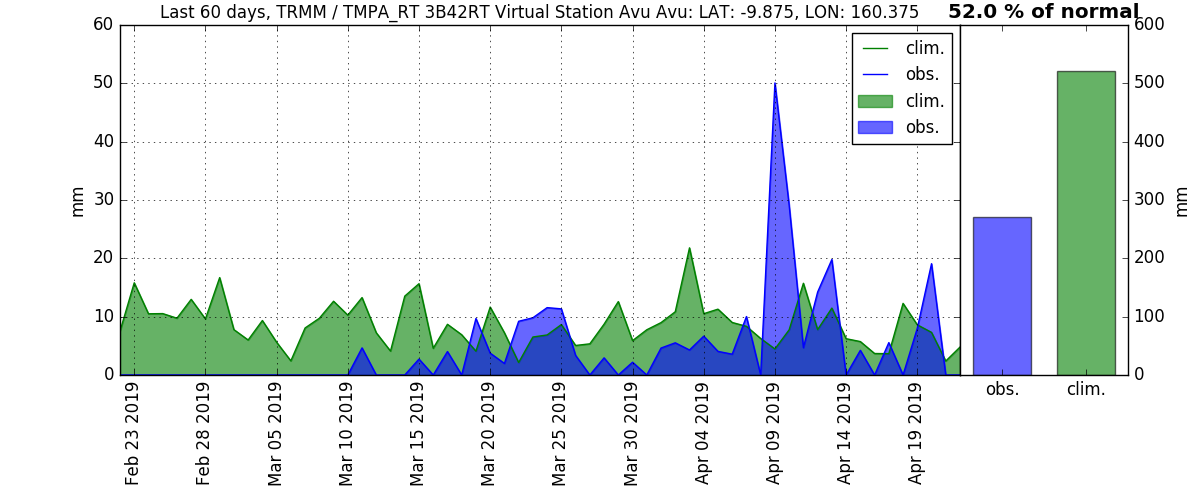 Last 60 days, TRMM / TMPA_RT 3B42RT Virtual Station Avu Avu: LAT: -9.875, LON: 160.375
52.0 % of normal
60
50
40
30
20
10
0
mm
clim.
obs.
clim.
obs.
Feb 23 2019
Feb 28 2019
Mar 05 2019
Mar 10 2019
Mar 15 2019
Mar 20 2019
Mar 25 2019
Mar 30 2019
Apr 04 2019
Apr 09 2019
Apr 14 2019
Apr 19 2019
600
500
400
300
200
100
0
mm
obs.
clim.